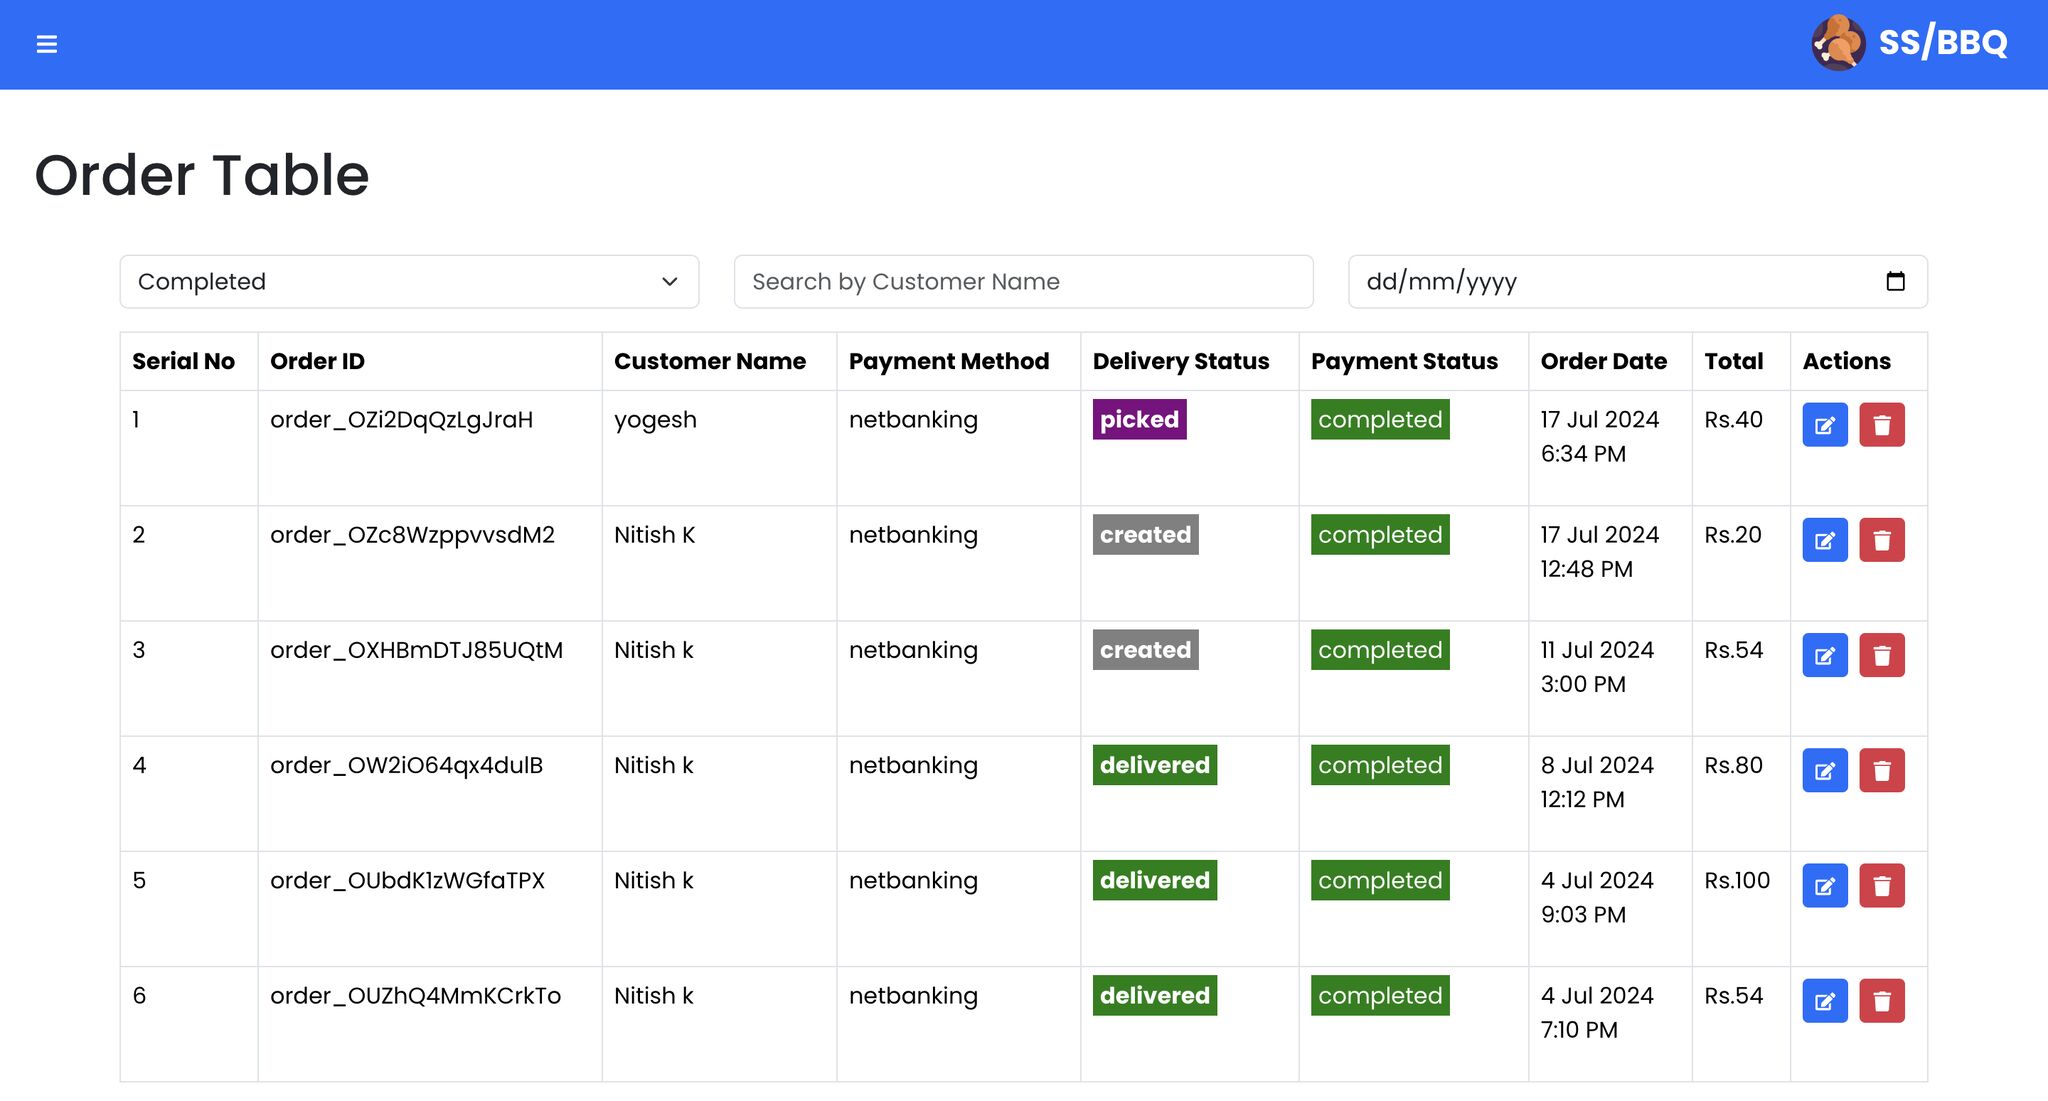 SS/BBQ
Order Table
Completed
Search by Customer Name
dd/mm/yyyy
Serial No Order ID Customer Name Payment Method Delivery Status Payment Status Order Date Total Actions
1 order_OZi2DqQzLgJraH yogesh netbanking picked completed 17 Jul 2024 Rs.40
6:34 PM
2 order_OZc8WzppvvsdM2 Nitish K netbanking created completed 17 Jul 2024 Rs.20
12:48 PM
3 order_OXHBmDTJ85UQtM Nitish k netbanking created completed 11 Jul 2024 Rs.54
3:00 PM
4 order_OW2iO64qx4dulB Nitish k netbanking delivered completed 8 Jul 2024 Rs.80
12:12 PM
5 order_OUbdK1zWGfaTPX Nitish k netbanking delivered completed 4 Jul 2024 Rs.100
9:03 PM
6 order_OUZhQ4MmKCrkTo Nitish k netbanking delivered completed 4 Jul 2024 Rs.54
7:10 PM